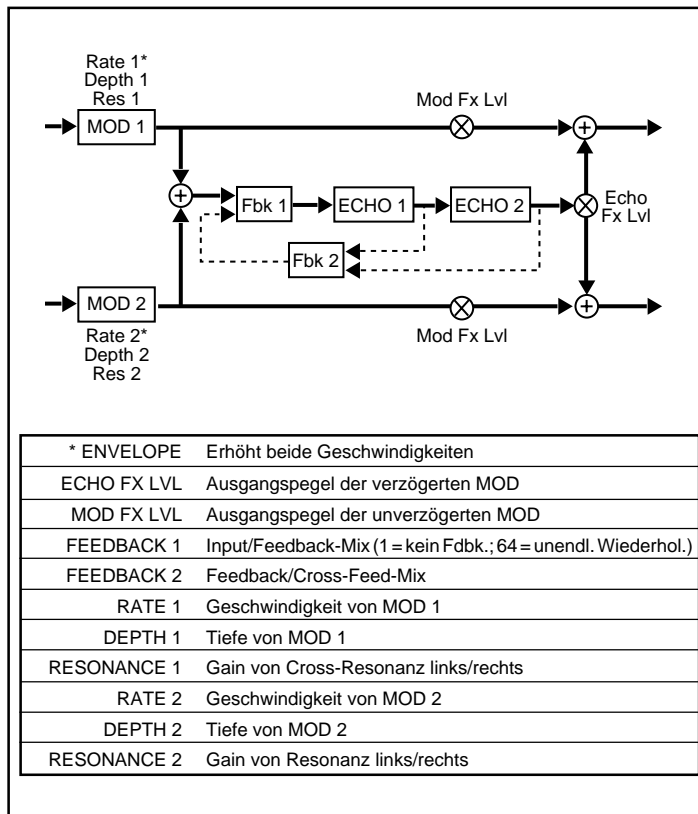 Rate 1*
Depth 1
Res 1
MOD 1
Mod Fx Lvl
Fbk 1
ECHO 1
ECHO 2
Echo
Fx Lvl
Fbk 2
MOD 2
Mod Fx Lvl
Rate 2*
Depth 2
Res 2
* ENVELOPE Erhöht beide Geschwindigkeiten
ECHO FX LVL Ausgangspegel der verzögerten MOD
MOD FX LVL Ausgangspegel der unverzögerten MOD
FEEDBACK 1 Input/Feedback-Mix (1 = kein Fdbk.; 64 = unendl. Wiederhol.)
FEEDBACK 2 Feedback/Cross-Feed-Mix
RATE 1 Geschwindigkeit von MOD 1
DEPTH 1 Tiefe von MOD 1
RESONANCE 1 Gain von Cross-Resonanz links/rechts
RATE 2 Geschwindigkeit von MOD 2
DEPTH 2 Tiefe von MOD 2
RESONANCE 2 Gain von Resonanz links/rechts